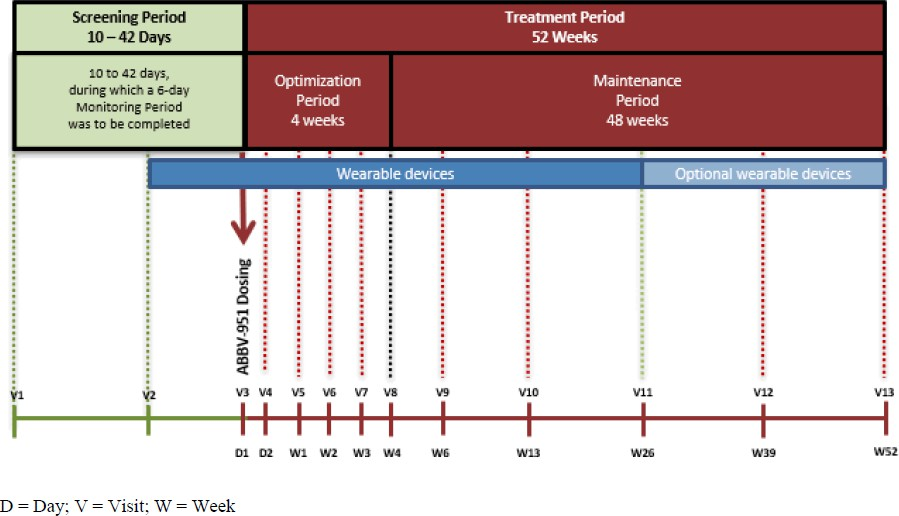 Screening Period
10 – 42 Days
Treatment Period
52 Weeks
10 to 42 days,
during which a 6-day
Monitoring Period
was to be completed
Optimization
Period
4 weeks
Maintenance
Period
48 weeks
Wearable devices
Optional wearable devices
ABBV-951 Dosing
V1 V2 V3 V4 V5 V6 V7 V8 V9 V10 V11 V12 V13
D1 D2 W1 W2 W3 W4 W6 W13 W26 W39 W52
D = Day; V = Visit; W = Week